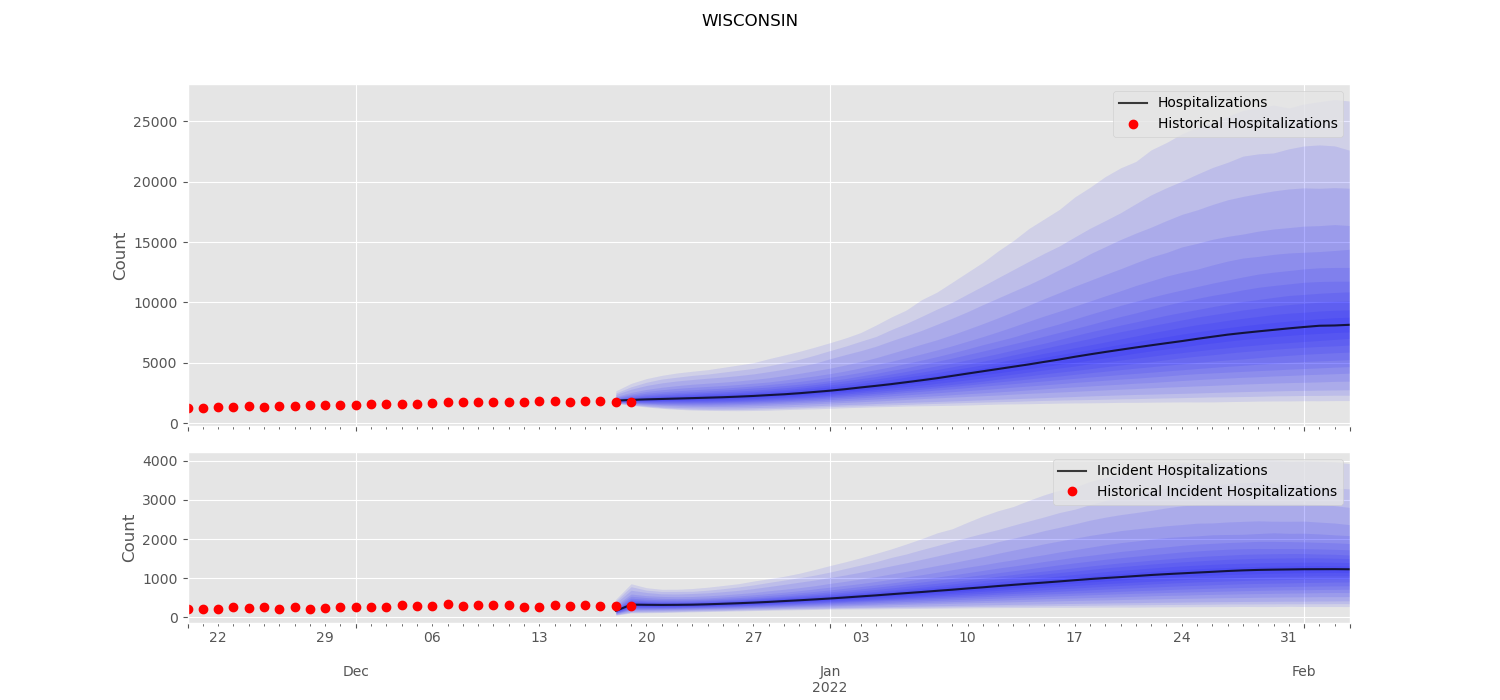 WISCONSIN
Hospitalizations
Historical Hospitalizations
Count
25000
20000
15000
10000
5000
0
Incident Hospitalizations
Historical Incident Hospitalizations
Count
4000
3000
2000
1000
0
22 29 06 13 20 27 03 10 17 24 31
Dec Jan Feb
2022